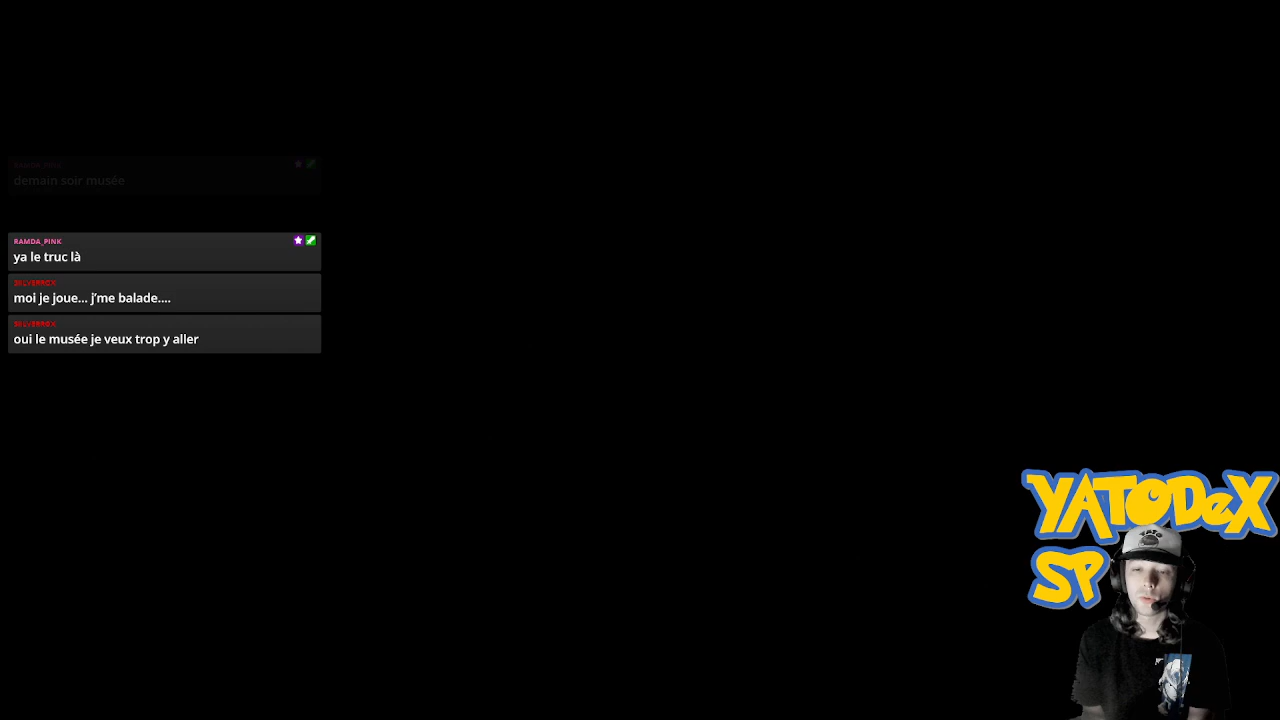 demain soir musée
RAMDA_PINK
ya le truc là
moi je joue... j'me balade....
oui le musée je veux trop y aller
YATODeX
SP